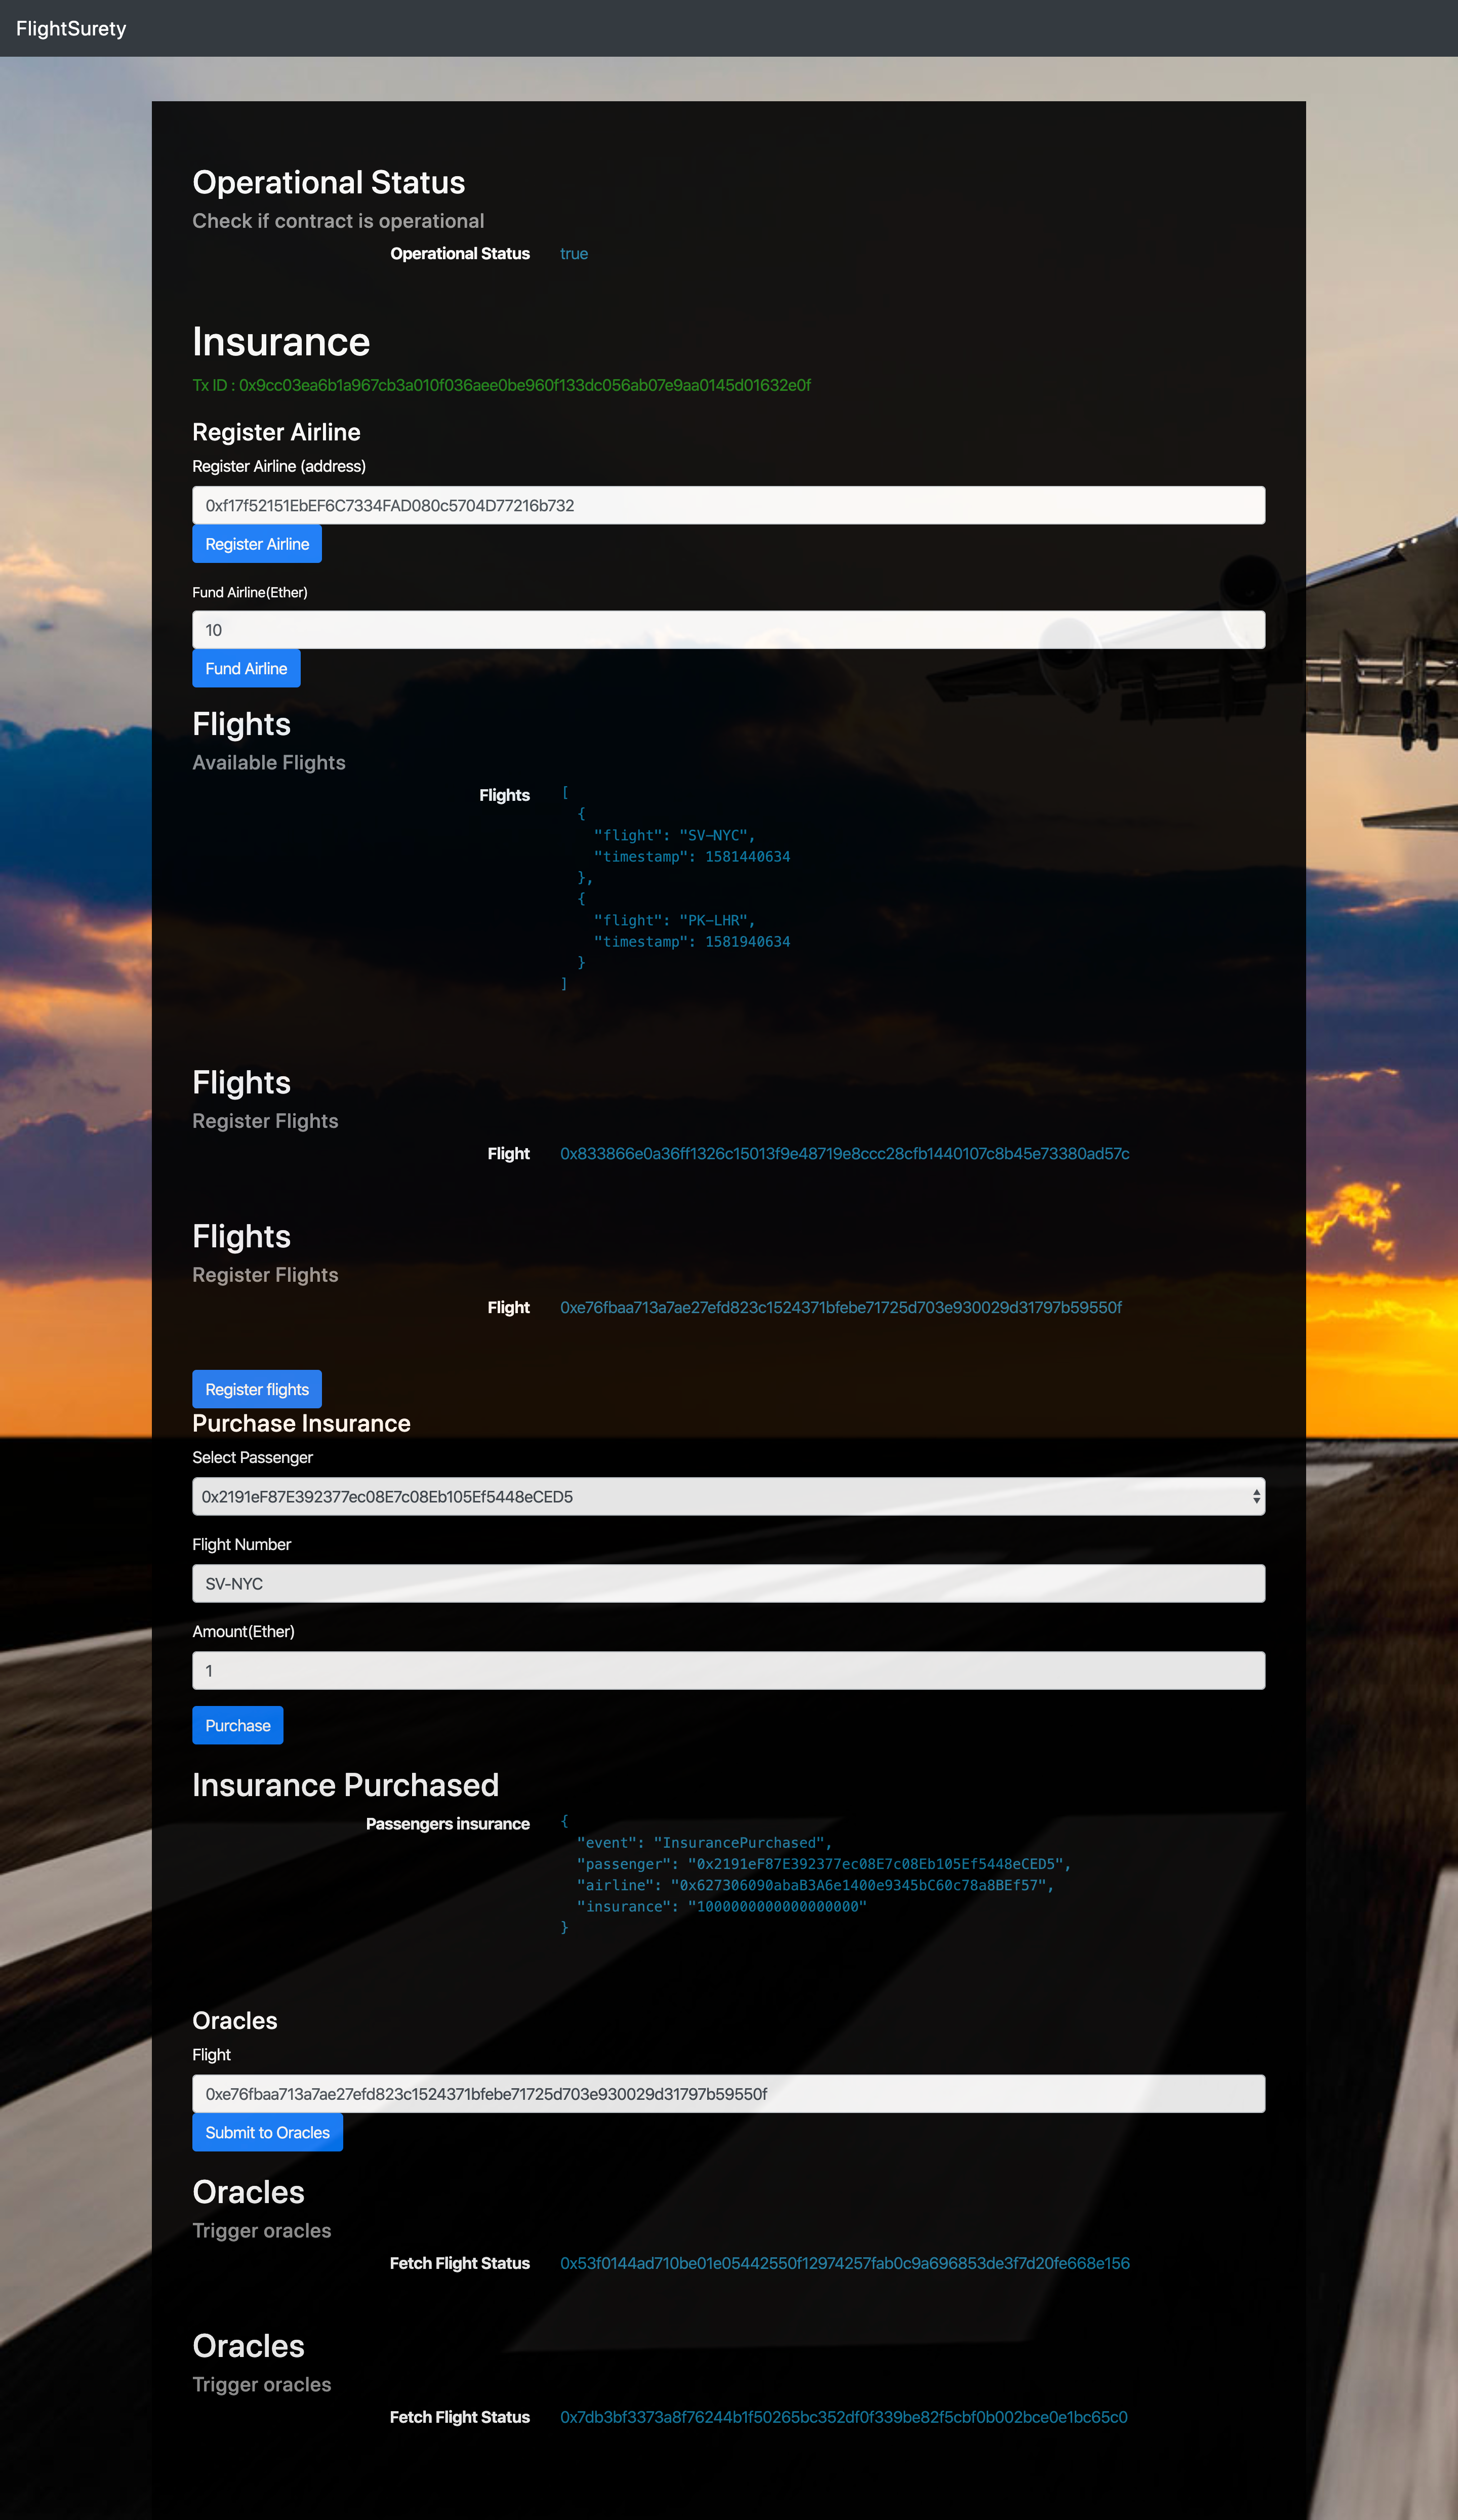 FlightSurety
Operational Status
Check if contract is operational
Operational Status true
Insurance
Tx ID : 0x9cc03ea6b1a967cb3a010f036aee0be960f133dc056ab07e9aa0145d01632e0f
Register Airline
Register Airline (address)
0xf17f52151EbEF6C7334FAD080c5704D77216b732
Register Airline
Fund Airline(Ether)
10
Fund Airline
Flights
Available Flights
Flights [
{
"flight": "SV-NYC",
"timestamp": 1581440634
},
{
"flight": "PK-LHR",
"timestamp": 1581940634
}
]
Flights
Register Flights
Flight 0x833866e0a36ff1326c15013f9e48719e8ccc28cfb1440107c8b45e73380ad57c
Flights
Register Flights
Flight 0xe76fbaa713a7ae27efd823c1524371bfebe71725d703e930029d31797b59550f
Register flights
Purchase Insurance
Select Passenger
0x2191eF87E392377ec08E7c08Eb105Ef5448eCED5
Flight Number
SV-NYC
Amount(Ether)
1
Purchase
Insurance Purchased
Passengers insurance {
"event": "InsurancePurchased",
"passenger": "0x2191eF87E392377ec08E7c08Eb105Ef5448eCED5",
"airline": "0x627306090abaB3A6e1400e9345bC60c78a8BEf57",
"insurance": "1000000000000000000"
}
Oracles
Flight
0xe76fbaa713a7ae27efd823c1524371bfebe71725d703e930029d31797b59550f
Submit to Oracles
Oracles
Trigger oracles
Fetch Flight Status 0x53f0144ad710be01e05442550f12974257fab0c9a696853de3f7d20fe668e156
Oracles
Trigger oracles
Fetch Flight Status 0x7db3bf3373a8f76244b1f50265bc352df0f339be82f5cbf0b002bce0e1bc65c0